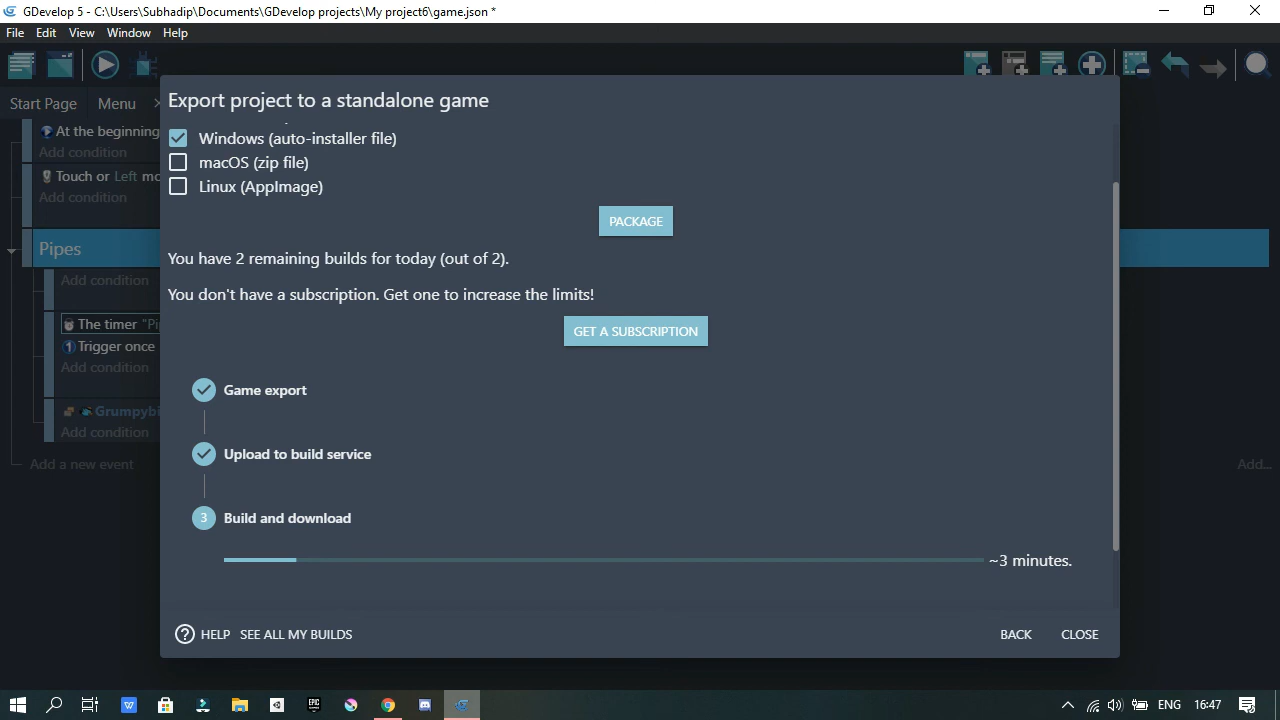 GDevelop 5 - C:\Users\Subhadip\Documents\GDevelop projects\My project6\game.json *
File Edit View Window Help
Start Page Menu
Export project to a standalone game
At the beginning
Add condition
Touch or Left mo
Add condition
Pipes
Add condition
The timer "Pi
Trigger once
Add condition
Grumpybi
Add condition
Add a new event
Add...
Windows (auto-installer file)
macOS (zip file)
Linux (AppImage)
PACKAGE
You have 2 remaining builds for today (out of 2).
You don't have a subscription. Get one to increase the limits!
GET A SUBSCRIPTION
Game export
Upload to build service
3 Build and download
~3 minutes.
HELP SEE ALL MY BUILDS BACK CLOSE
ENG 16:47